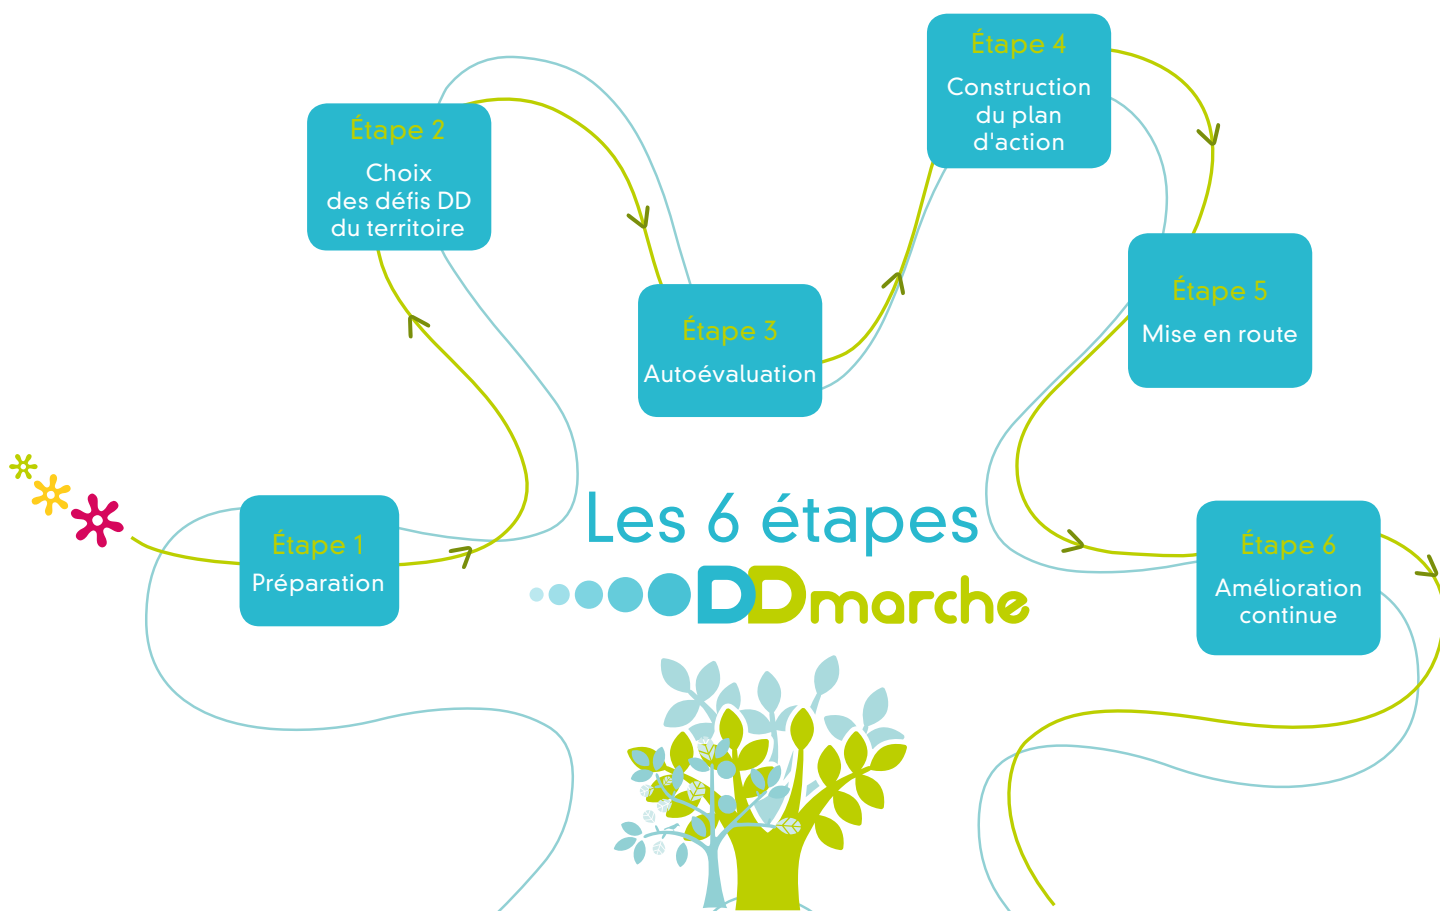 Étape 1
Préparation
Étape 2
Choix
des défis DD
du territoire
Étape 3
Autoévaluation
Étape 4
Construction
du plan
d'action
Étape 5
Mise en route
Étape 6
Amélioration
continue
Les 6 étapes
DDmarche